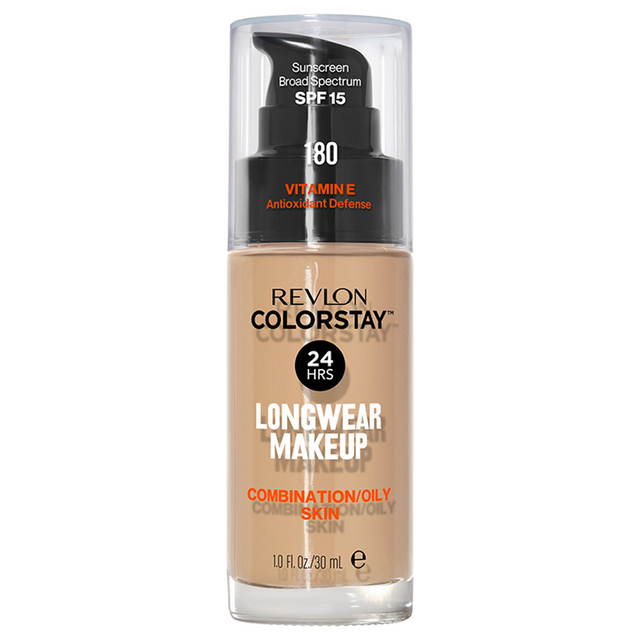 Sunscreen
Broad Spectrum
SPF 15
180
VITAMIN E
Antioxidant Defense
REVLON
COLORSTAY™
24
HRS
LONGWEAR
MAKEUP
COMBINATION/OILY
SKIN
1.0 Fl. Oz./30 mL ℮